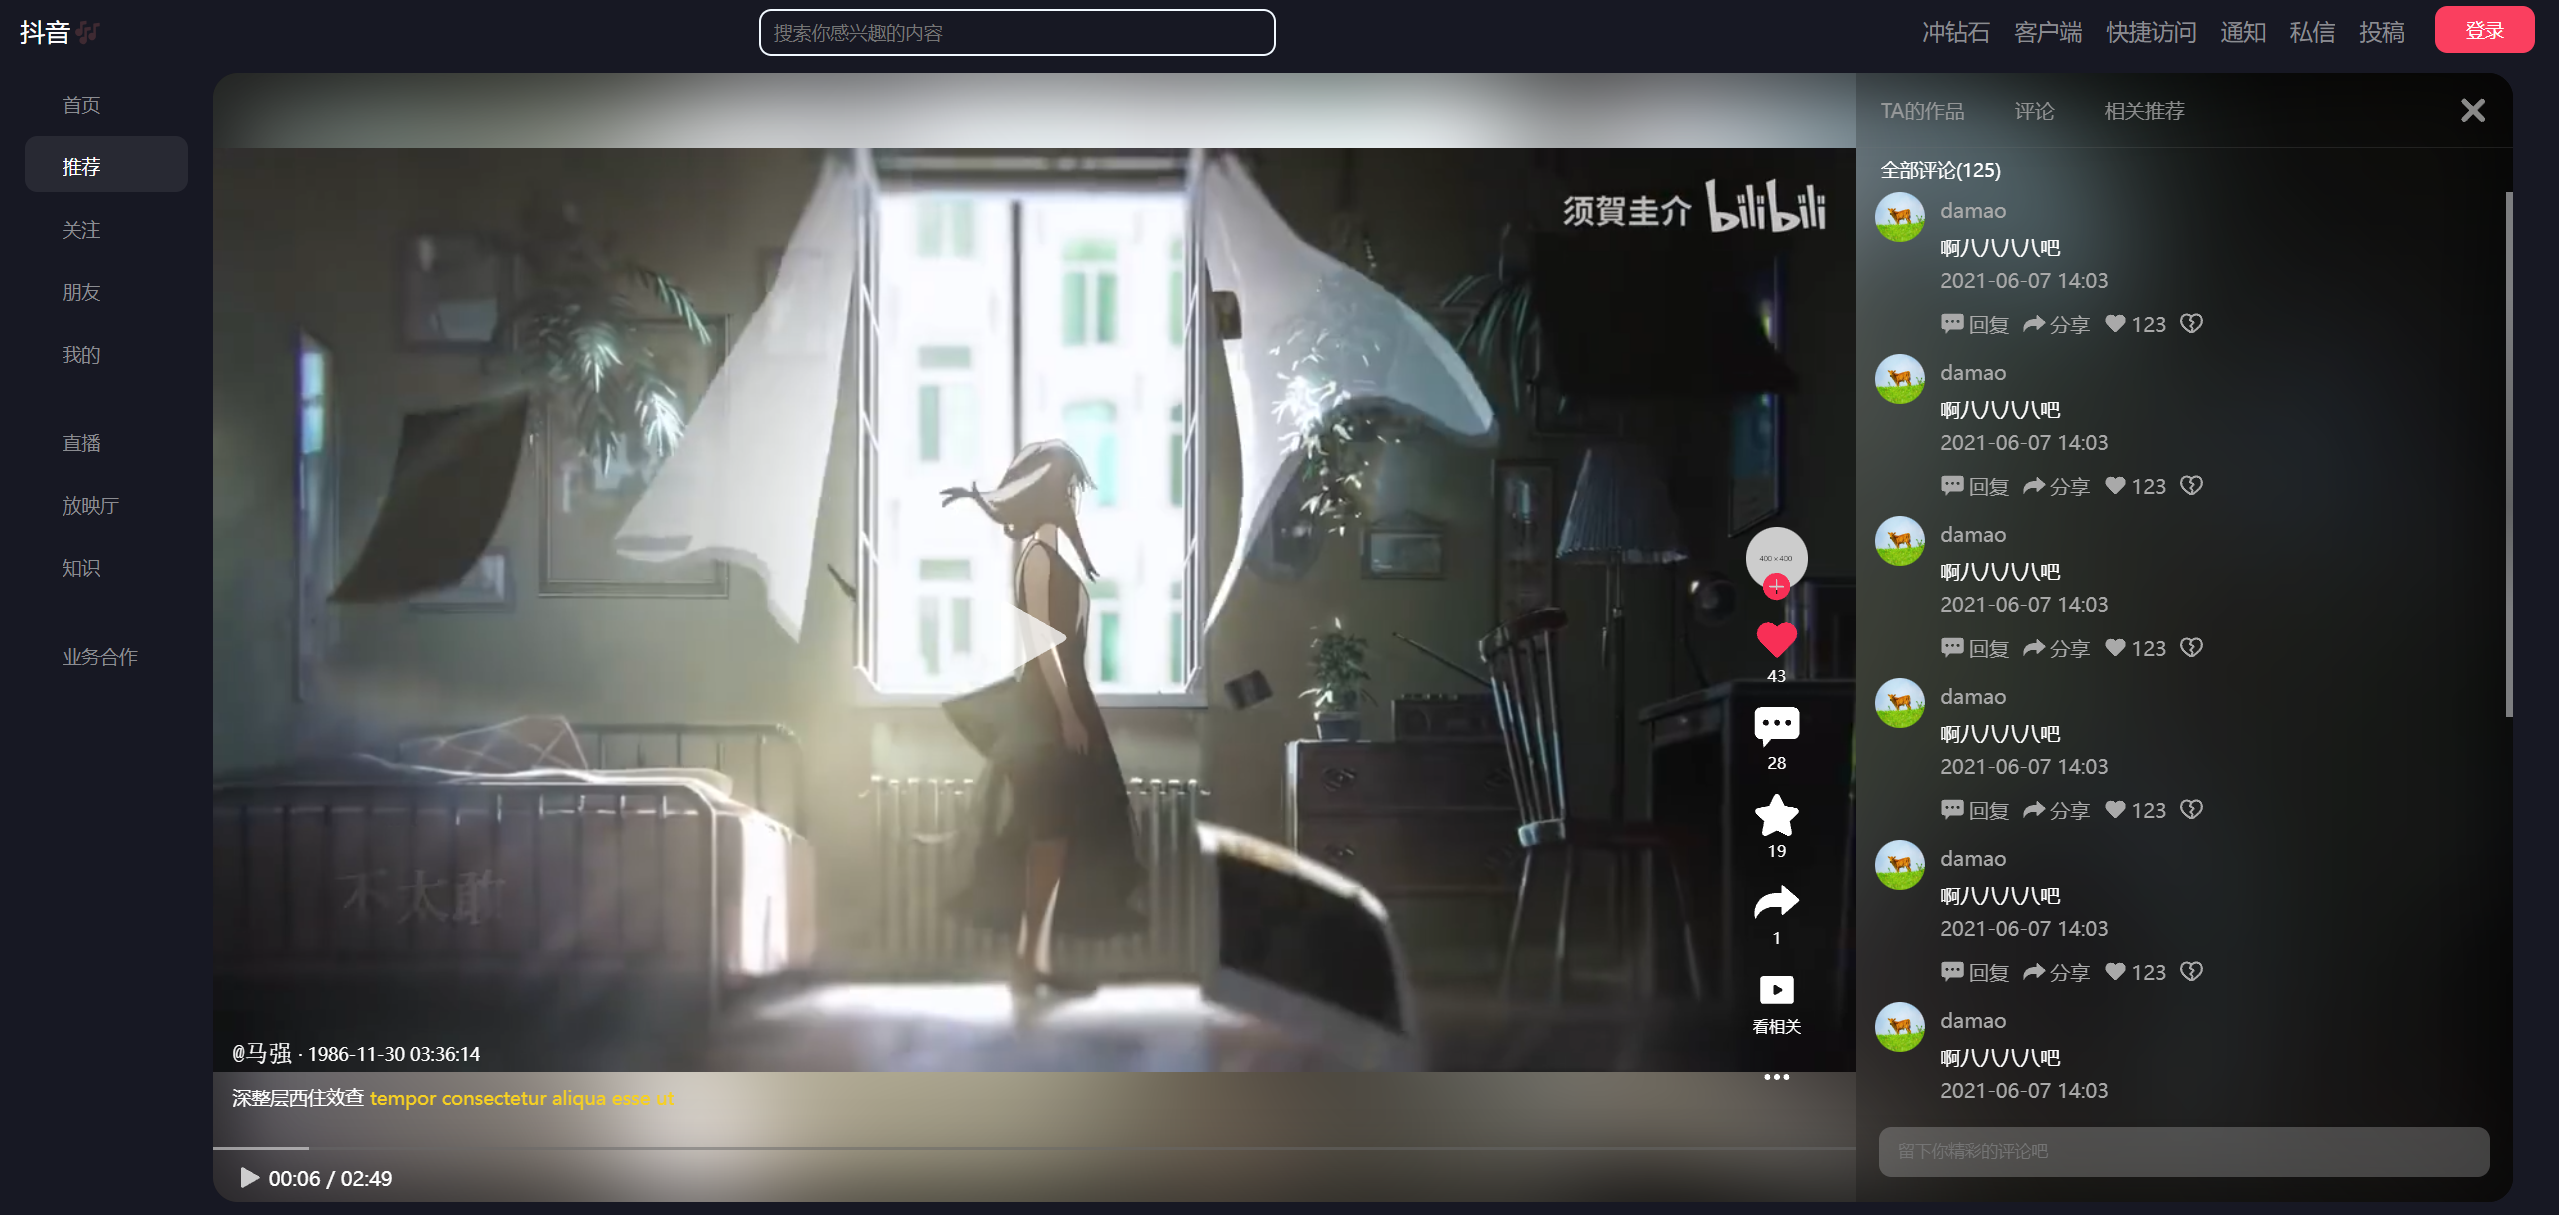 抖音
搜索你感兴趣的内容
冲钻石 客户端 快捷访问 通知 私信 投稿 登录
首页
推荐
关注
朋友
我的
直播
放映厅
知识
业务合作
须賀圭介 bilibili
400 × 400
43
28
19
1
看相关
不太敢
@马强 · 1986-11-30 03:36:14
深整层西住效查 tempor consectetur aliqua esse ut
00:06 / 02:49
TA的作品 评论 相关推荐
全部评论(125)
damao
啊八八八八吧
2021-06-07 14:03
回复 分享 123
damao
啊八八八八吧
2021-06-07 14:03
回复 分享 123
damao
啊八八八八吧
2021-06-07 14:03
回复 分享 123
damao
啊八八八八吧
2021-06-07 14:03
回复 分享 123
damao
啊八八八八吧
2021-06-07 14:03
回复 分享 123
damao
啊八八八八吧
2021-06-07 14:03
留下你精彩的评论吧